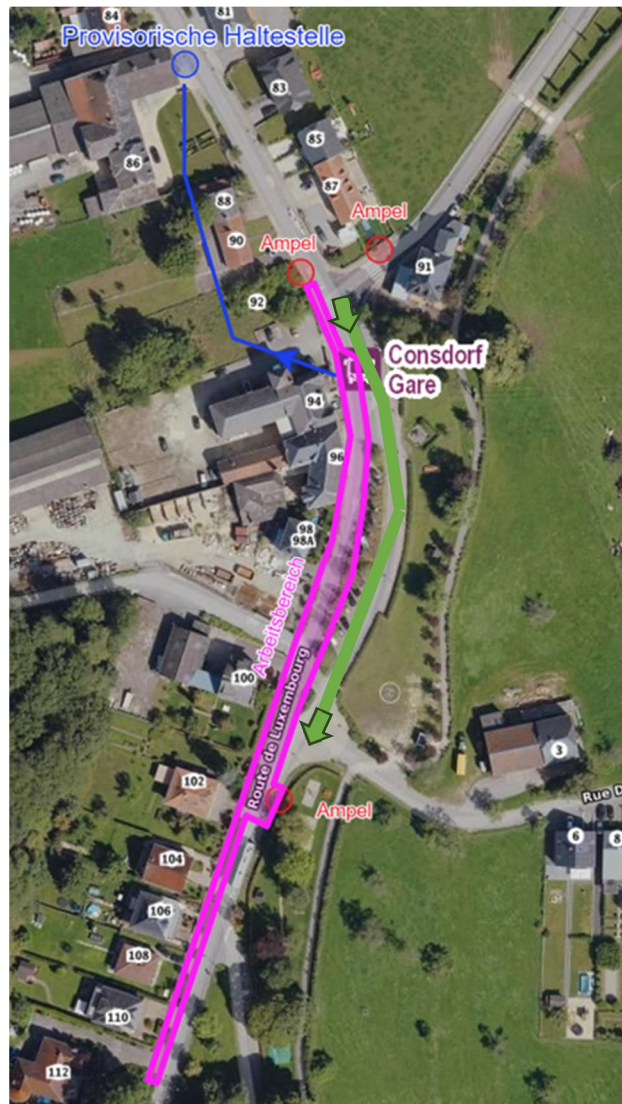 84
81
Provisorische Haltestelle
83
85
86
87
88
Ampel
90
Ampel
91
92
Consdorf
Gare
94
96
98
98A
Arbeitsbereich
100
Route de Luxembourg
3
102
Ampel
Rue D
6
8
104
106
108
110
112